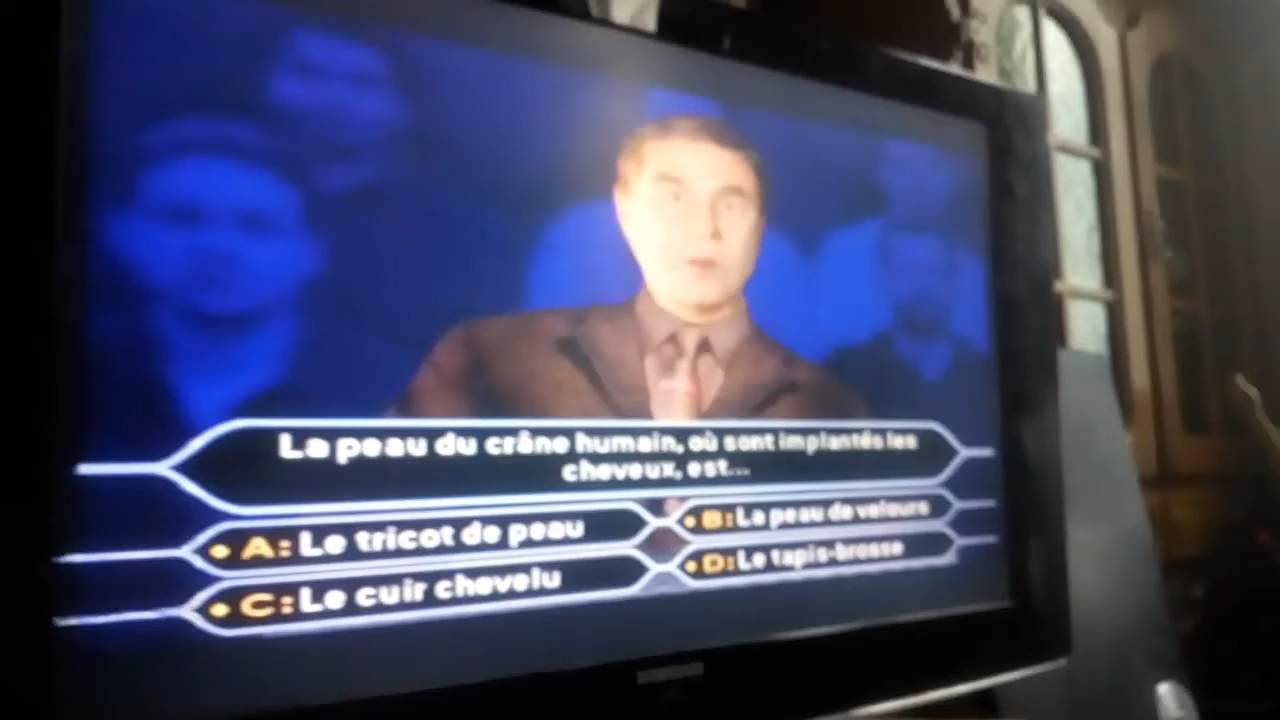 La peau du crâne humain, où sont implantés les
cheveux, est...
A: Le tricot de peau
B: La peau de velours
C: Le cuir chevelu
D: Le tapis-brosse